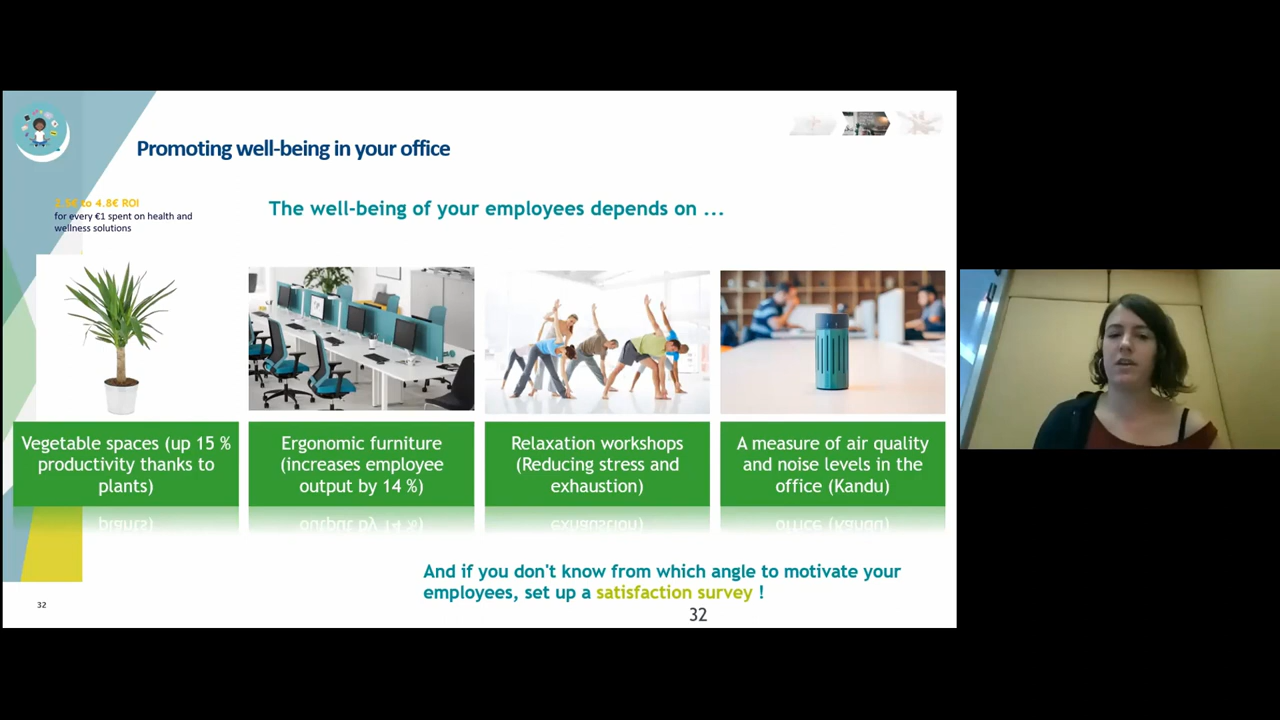 Promoting well-being in your office
2.5€ to 4.8€ ROI
for every €1 spent on health and
wellness solutions
The well-being of your employees depends on ...
Vegetable spaces (up 15 %
productivity thanks to
plants)
Ergonomic furniture
(increases employee
output by 14 %)
Relaxation workshops
(Reducing stress and
exhaustion)
A measure of air quality
and noise levels in the
office (Kandu)
And if you don't know from which angle to motivate your
employees, set up a satisfaction survey !
32
32